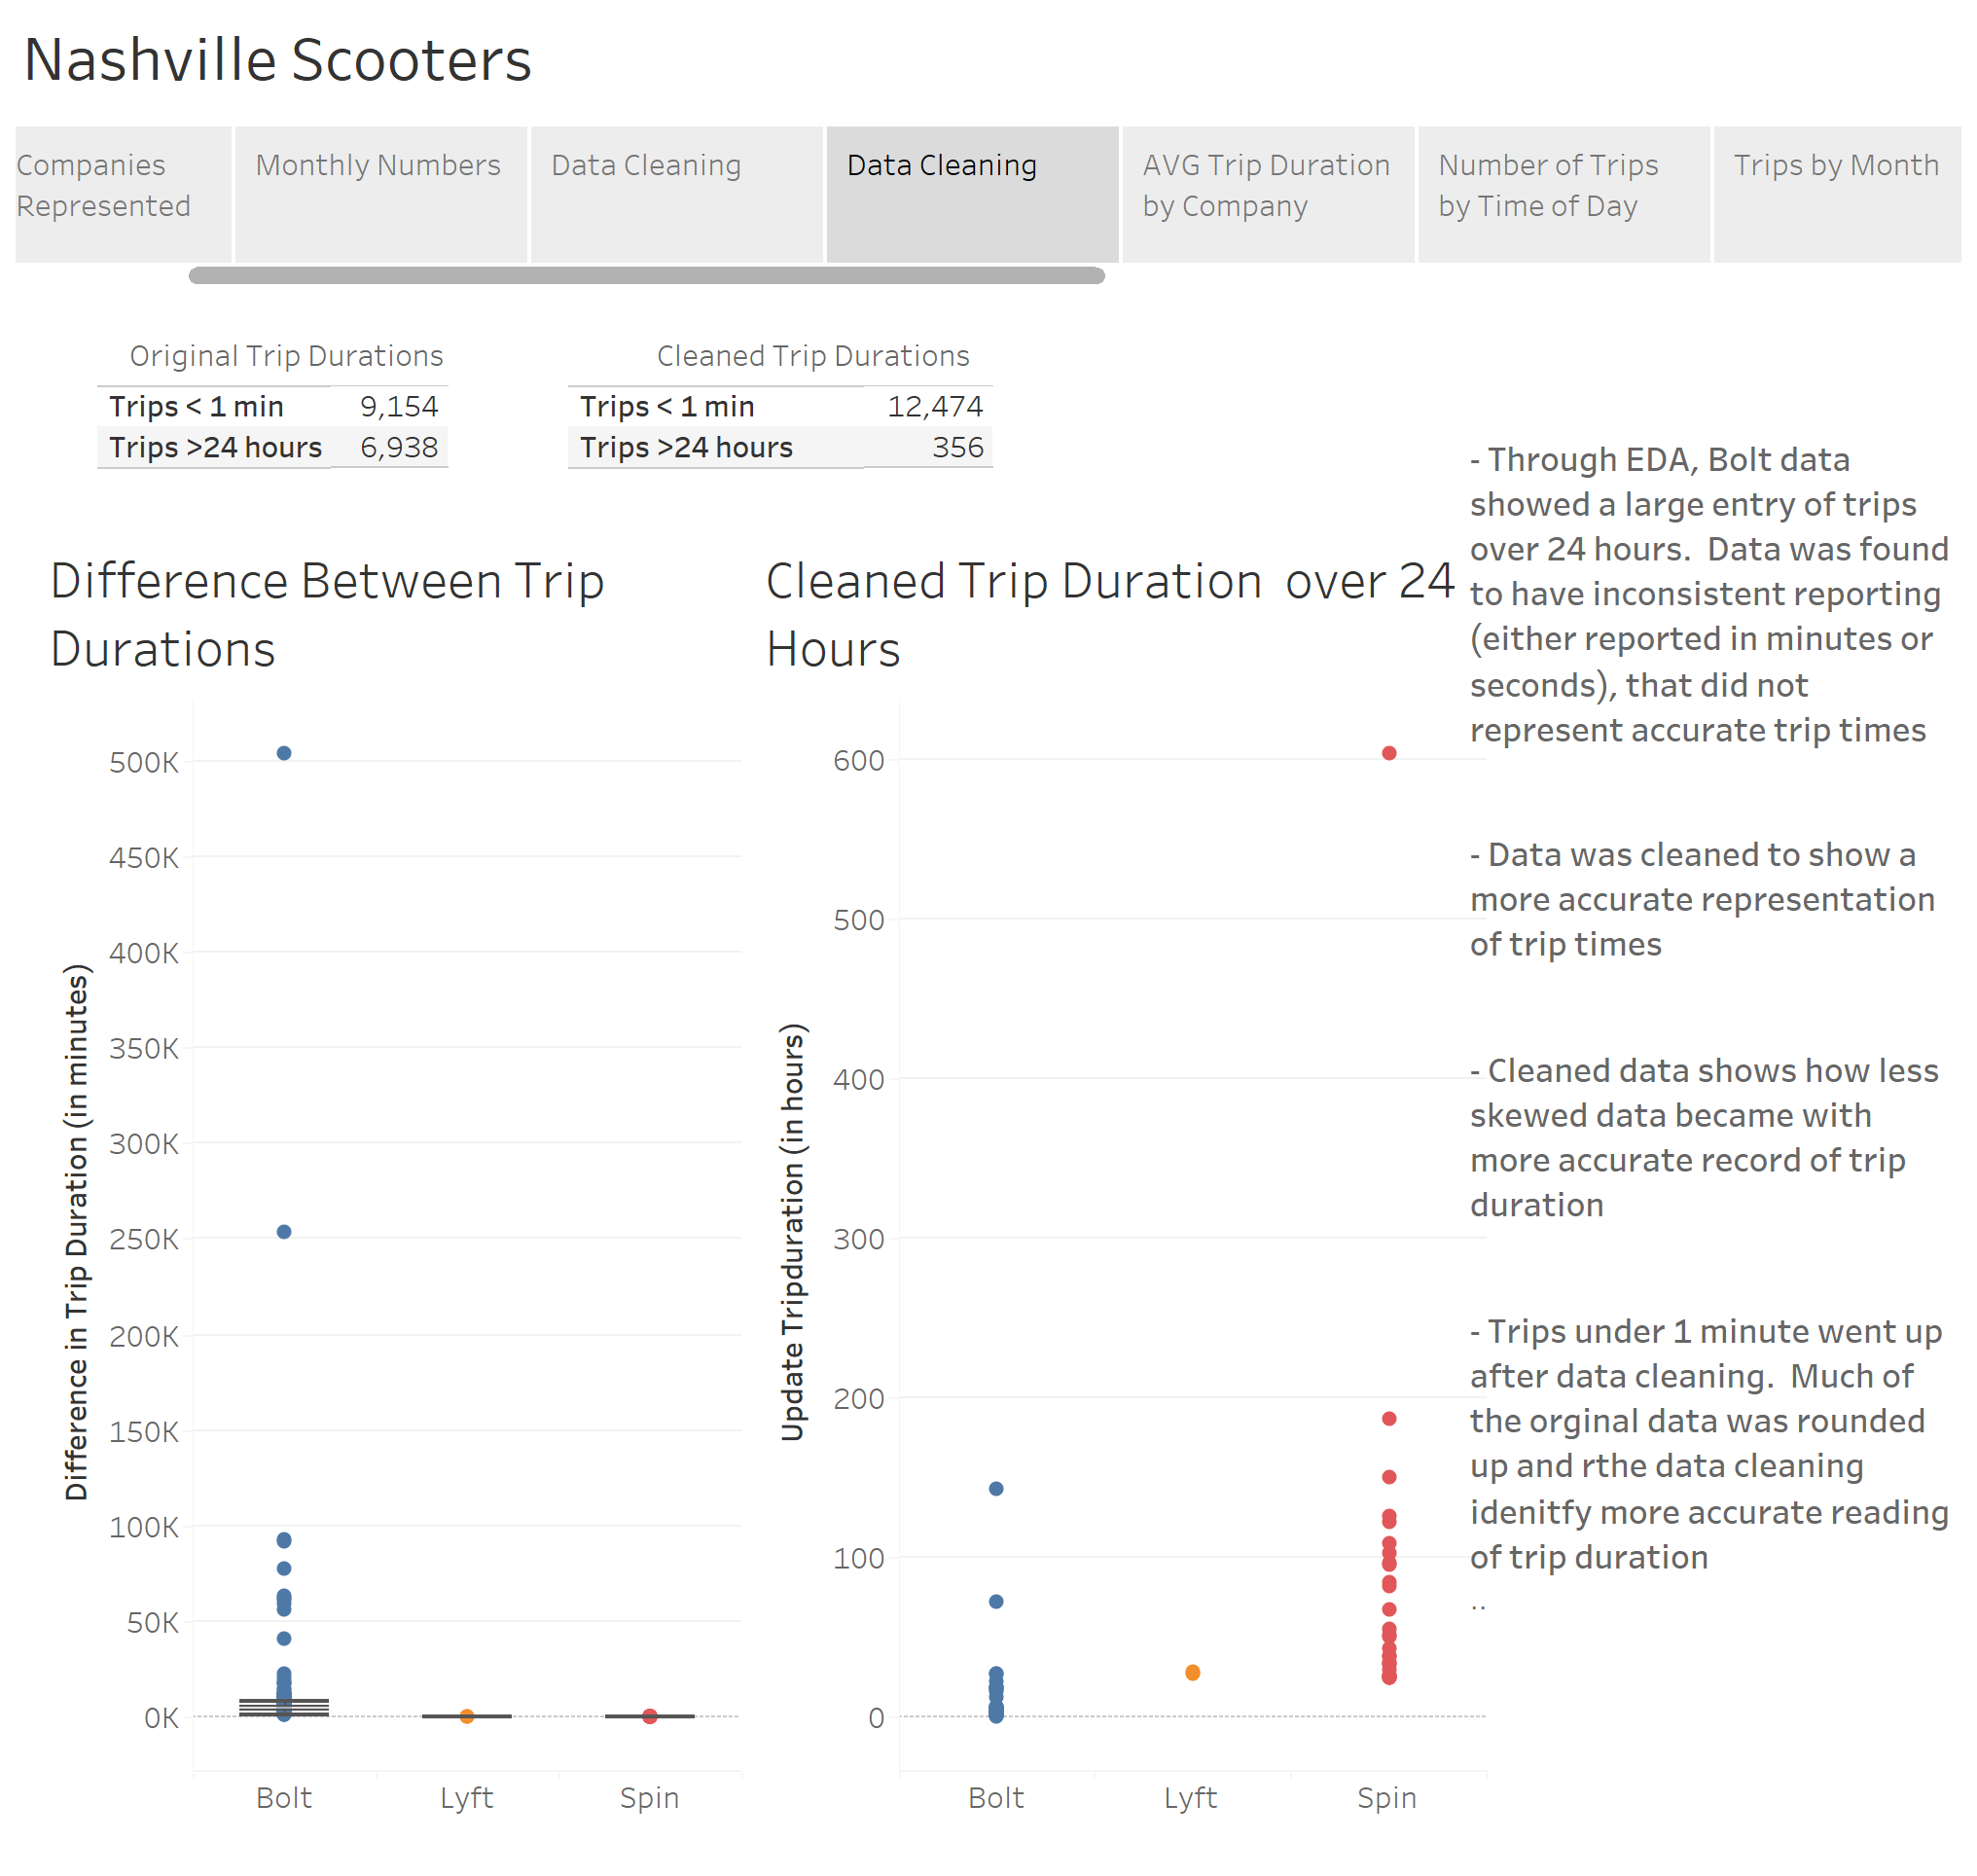 Nashville Scooters
Companies
Represented
Monthly Numbers
Data Cleaning
Data Cleaning
AVG Trip Duration
by Company
Number of Trips
by Time of Day
Trips by Month
Original Trip Durations
Trips < 1 min 9,154
Trips >24 hours 6,938
Cleaned Trip Durations
Trips < 1 min 12,474
Trips >24 hours 356
Difference Between Trip
Durations
Difference in Trip Duration (in minutes)
500K
450K
400K
350K
300K
250K
200K
150K
100K
50K
0K
Bolt
Lyft
Spin
Cleaned Trip Duration  over 24
Hours
Update Tripduration (in hours)
600
500
400
300
200
100
0
Bolt
Lyft
Spin
- Through EDA, Bolt data
showed a large entry of trips
over 24 hours.  Data was found
to have inconsistent reporting
(either reported in minutes or
seconds), that did not
represent accurate trip times
- Data was cleaned to show a
more accurate representation
of trip times
- Cleaned data shows how less
skewed data became with
more accurate record of trip
duration
- Trips under 1 minute went up
after data cleaning.  Much of
the orginal data was rounded
up and rthe data cleaning
idenitfy more accurate reading
of trip duration
..